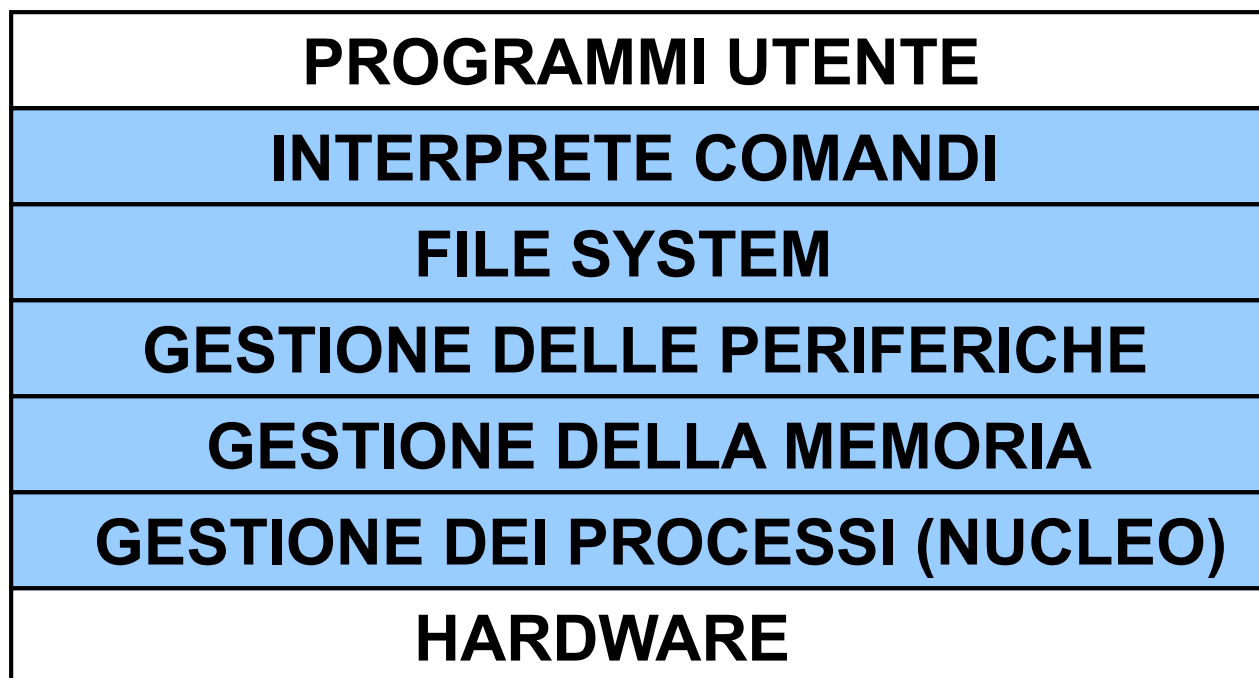 PROGRAMMI UTENTE
INTERPRETE COMANDI
FILE SYSTEM
GESTIONE DELLE PERIFERICHE
GESTIONE DELLA MEMORIA
GESTIONE DEI PROCESSI (NUCLEO)
HARDWARE